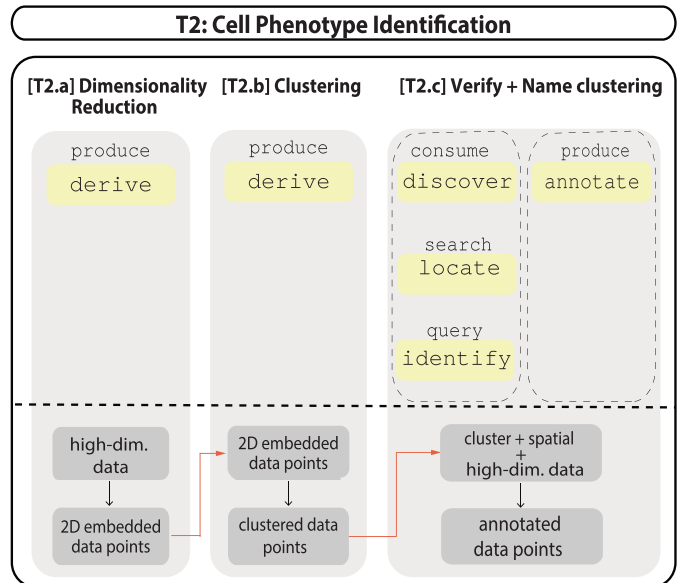 T2: Cell Phenotype Identification
[T2.a] Dimensionality
Reduction
produce
derive
high-dim.
data
2D embedded
data points
[T2.b] Clustering
produce
derive
2D embedded
data points
clustered data
points
[T2.c] Verify + Name clustering
consume
discover
search
locate
query
identify
produce
annotate
cluster + spatial
+
high-dim. data
annotated
data points